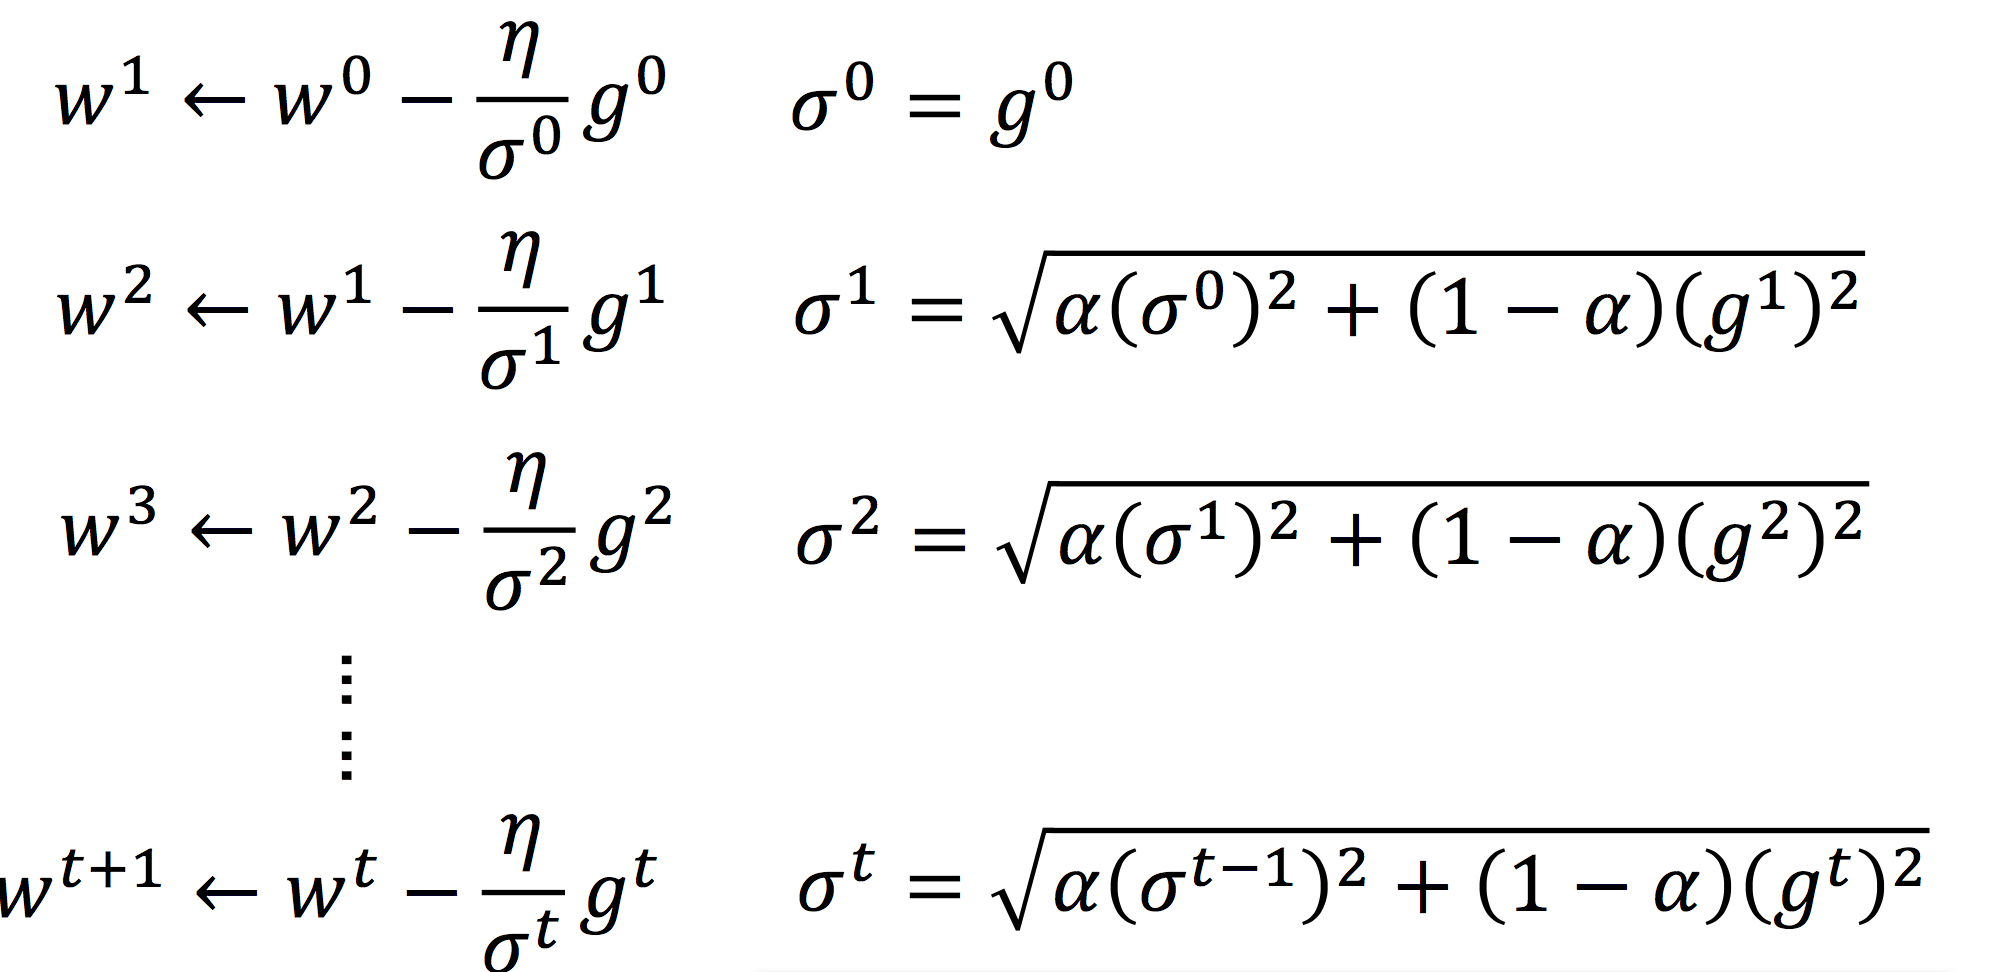 w¹ ← w⁰ − η/σ⁰ g⁰  σ⁰ = g⁰
w² ← w¹ − η/σ¹ g¹  σ¹ = √(α(σ⁰)² + (1 − α)(g¹)²)
w³ ← w² − η/σ² g²  σ² = √(α(σ¹)² + (1 − α)(g²)²)
⋮
⋮
wᵗ⁺¹ ← wᵗ − η/σᵗ gᵗ  σᵗ = √(α(σᵗ⁻¹)² + (1 − α)(gᵗ)²)